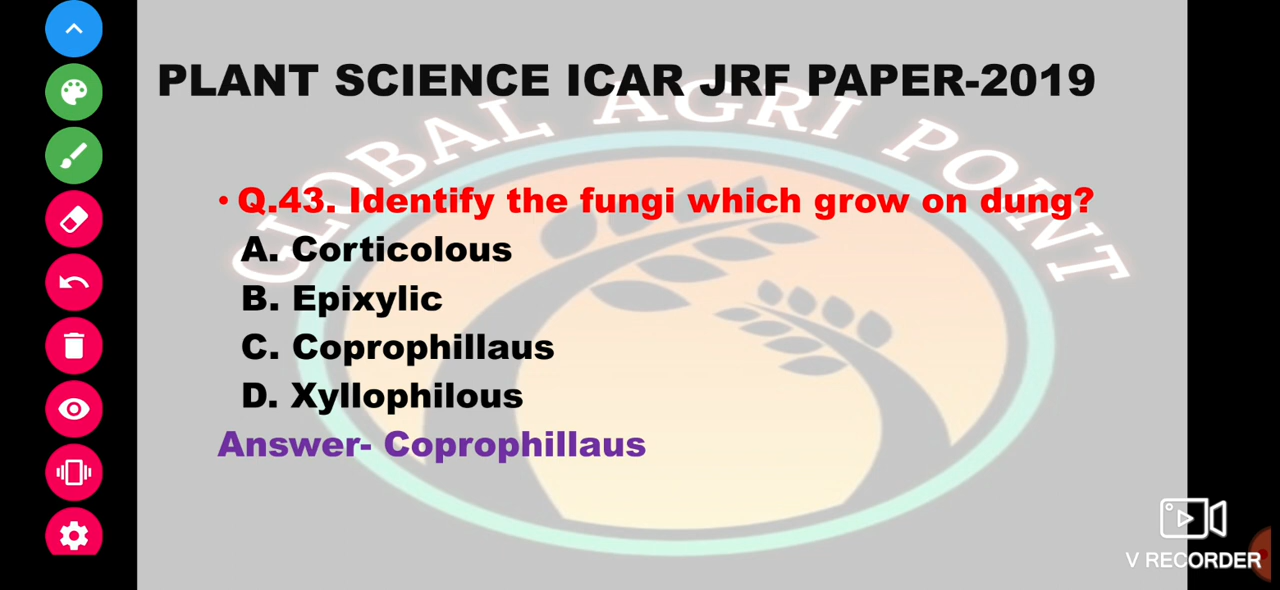 PLANT SCIENCE ICAR JRF PAPER-2019
GLOBAL AGRI POINT
• Q.43. Identify the fungi which grow on dung?
A. Corticolous
B. Epixylic
C. Coprophillaus
D. Xyllophilous
Answer- Coprophillaus
V RECORDER